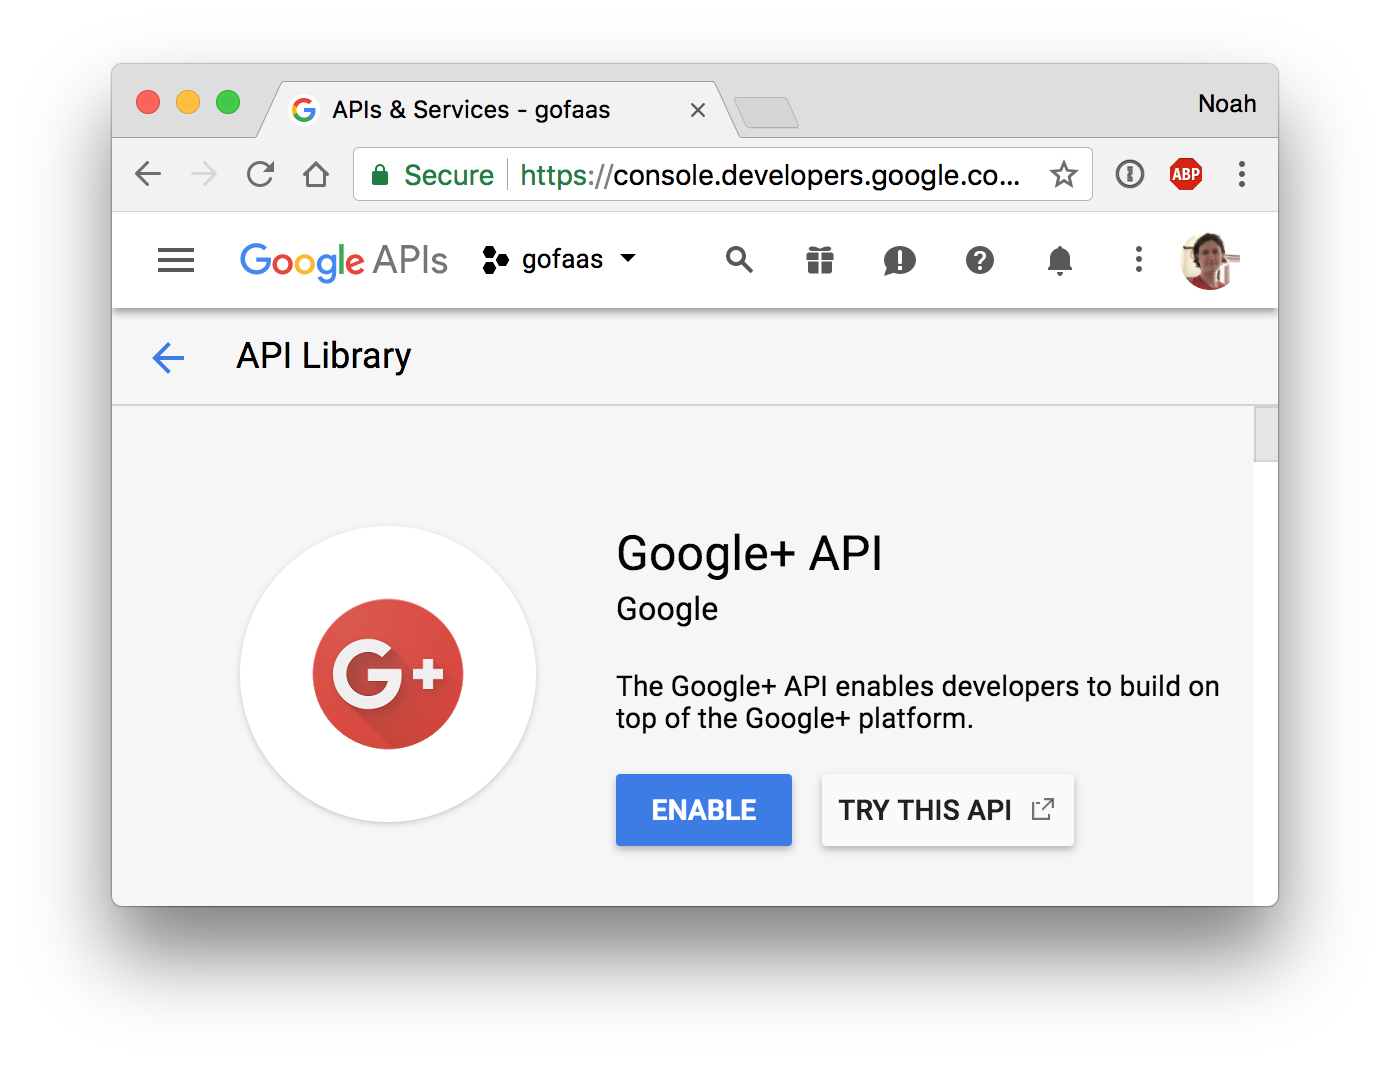 APIs & Services - gofaas
Noah
Secure https://console.developers.google.co...
ABP
Google APIs gofaas
API Library
G+
Google+ API
Google
The Google+ API enables developers to build on
top of the Google+ platform.
ENABLE TRY THIS API